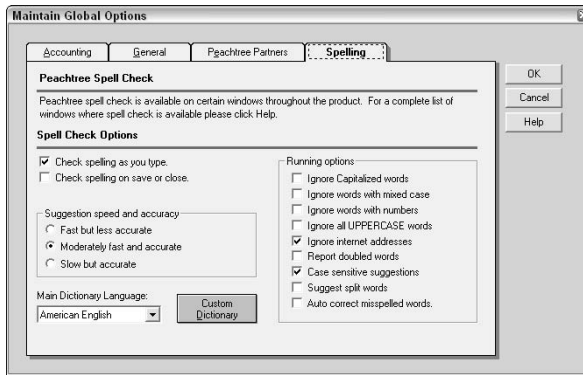 Maintain Global Options
Accounting General Peachtree Partners Spelling
Peachtree Spell Check
Peachtree spell check is available on certain windows throughout the product. For a complete list of
windows where spell check is available please click Help.
Spell Check Options
Check spelling as you type.
Check spelling on save or close.
Suggestion speed and accuracy
Fast but less accurate
Moderately fast and accurate
Slow but accurate
Main Dictionary Language:
American English
Custom
Dictionary
Running options
Ignore Capitalized words
Ignore words with mixed case
Ignore words with numbers
Ignore all UPPERCASE words
Ignore internet addresses
Report doubled words
Case sensitive suggestions
Suggest split words
Auto correct misspelled words.
OK
Cancel
Help